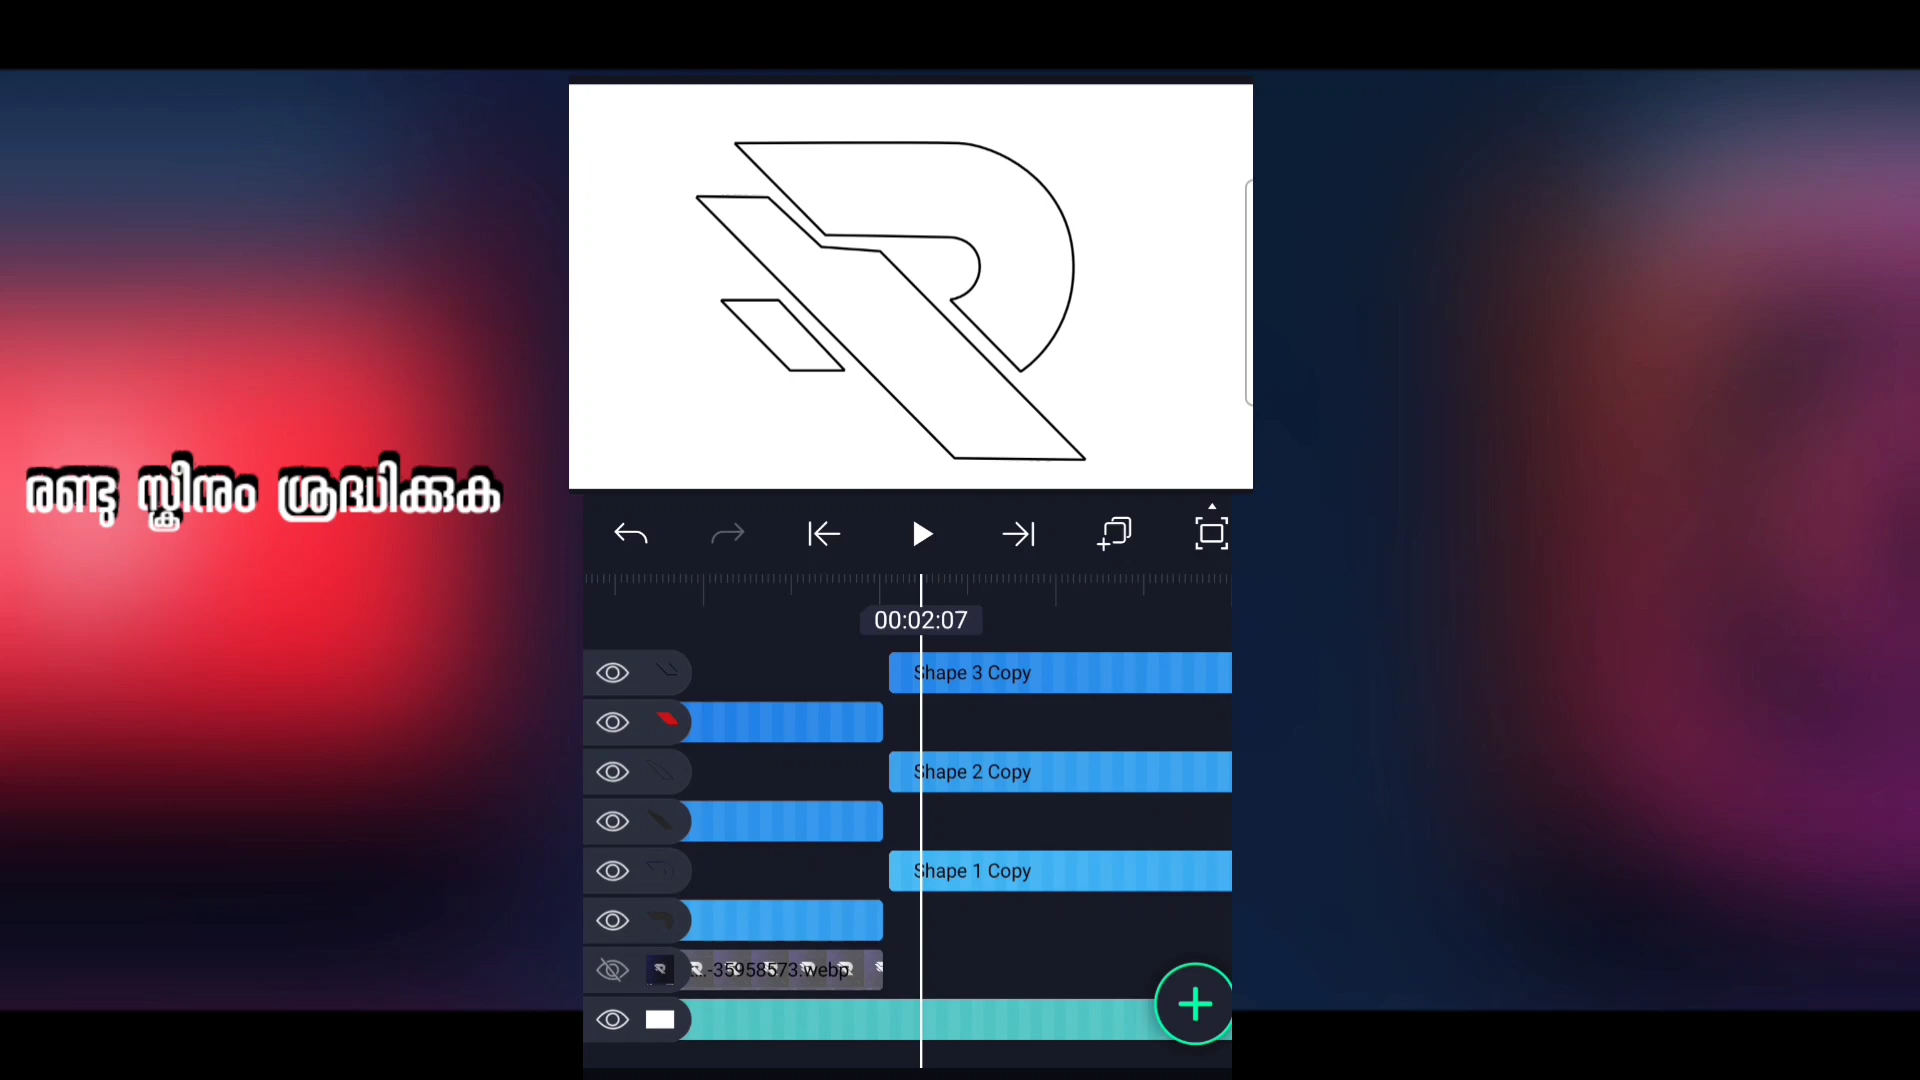 രണ്ടു സ്ക്രീനും ശ്രദ്ധിക്കുക
00:02:07
Shape 3 Copy
Shape 2 Copy
Shape 1 Copy
...-35958573.webp